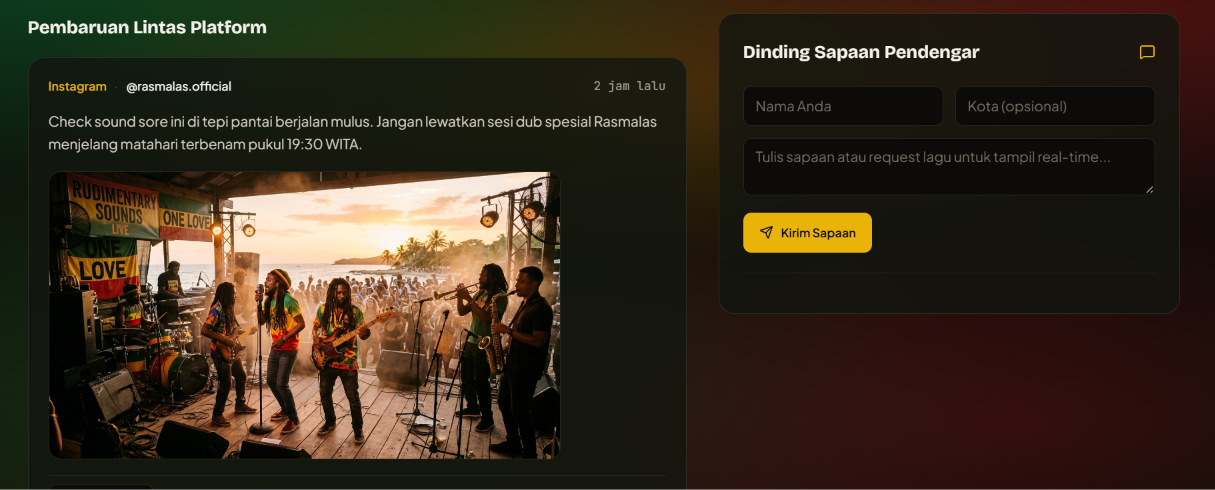 Pembaruan Lintas Platform
Instagram · @rasmalas.official
2 jam lalu
Check sound sore ini di tepi pantai berjalan mulus. Jangan lewatkan sesi dub spesial Rasmalas
menjelang matahari terbenam pukul 19:30 WITA.
RUDIMENTARY
SOUNDS
LIVE
ONE LOVE
ONE
LOVE
Dinding Sapaan Pendengar
Nama Anda
Kota (opsional)
Tulis sapaan atau request lagu untuk tampil real-time...
Kirim Sapaan